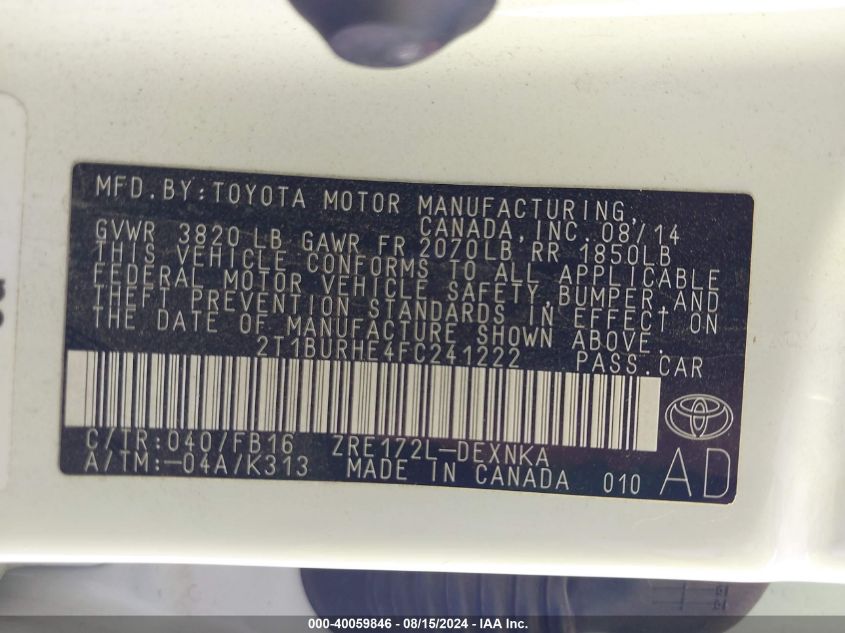 MFD.BY:TOYOTA MOTOR MANUFACTURING,
CANADA,INC. 08/14
GVWR 3820 LB GAWR FR 2070LB RR 1850LB
THIS VEHICLE CONFORMS TO ALL APPLICABLE
FEDERAL MOTOR VEHICLE SAFETY,BUMPER,AND
THEFT PREVENTION STANDARDS IN EFFECT ON
THE DATE OF MANUFACTURE SHOWN ABOVE.
2T1BURHE4FC241222 PASS.CAR
C/TR:040/FB16 ZRE172L-DEXNKA
A/TM:-04A/K313 MADE IN CANADA 010 AD
000-40059846 - 08/15/2024 - IAA Inc.